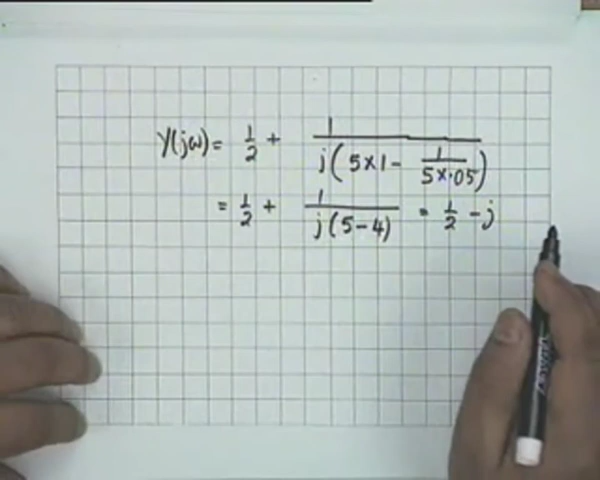 Y(jω) = 1/2 + 1/(j(5×1 - 1/(5×.05)))
= 1/2 + 1/(j(5-4)) = 1/2 - j